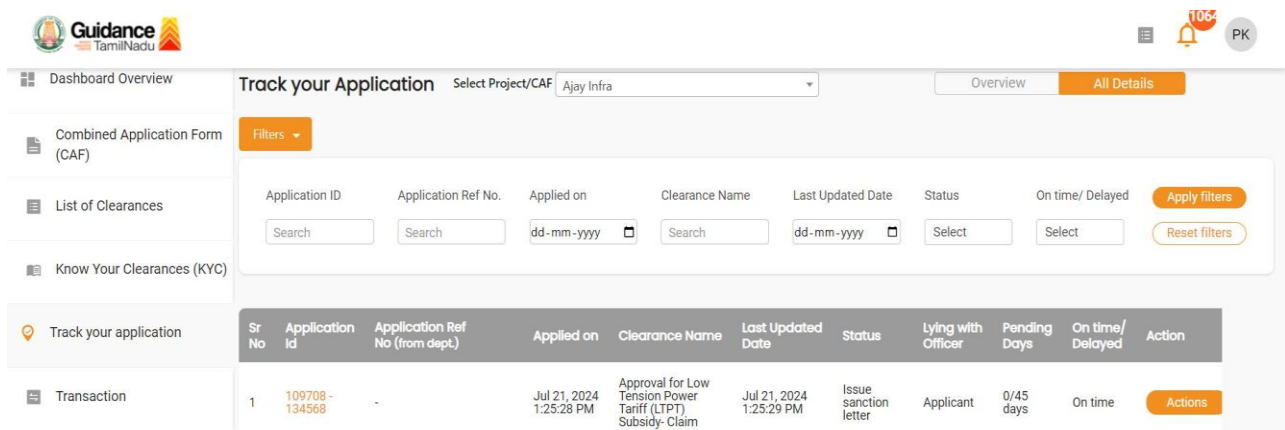 Guidance
TamilNadu
1064
PK
Dashboard Overview
Track your Application
Select Project/CAF
Ajay Infra
Overview
All Details
Combined Application Form
(CAF)
Filters
List of Clearances
Application ID
Application Ref No.
Applied on
Clearance Name
Last Updated Date
Status
On time/ Delayed
Apply filters
Search
Search
dd-mm-yyyy
Search
dd-mm-yyyy
Select
Select
Reset filters
Know Your Clearances (KYC)
Track your application
Sr
No
Application
Id
Application Ref
No (from dept.)
Applied on
Clearance Name
Last Updated
Date
Status
Lying with
Officer
Pending
Days
On time/
Delayed
Action
Transaction
1
109708 -
134568
-
Jul 21, 2024
1:25:28 PM
Approval for Low
Tension Power
Tariff (LTPT)
Subsidy- Claim
Jul 21, 2024
1:25:29 PM
Issue
sanction
letter
Applicant
0/45
days
On time
Actions